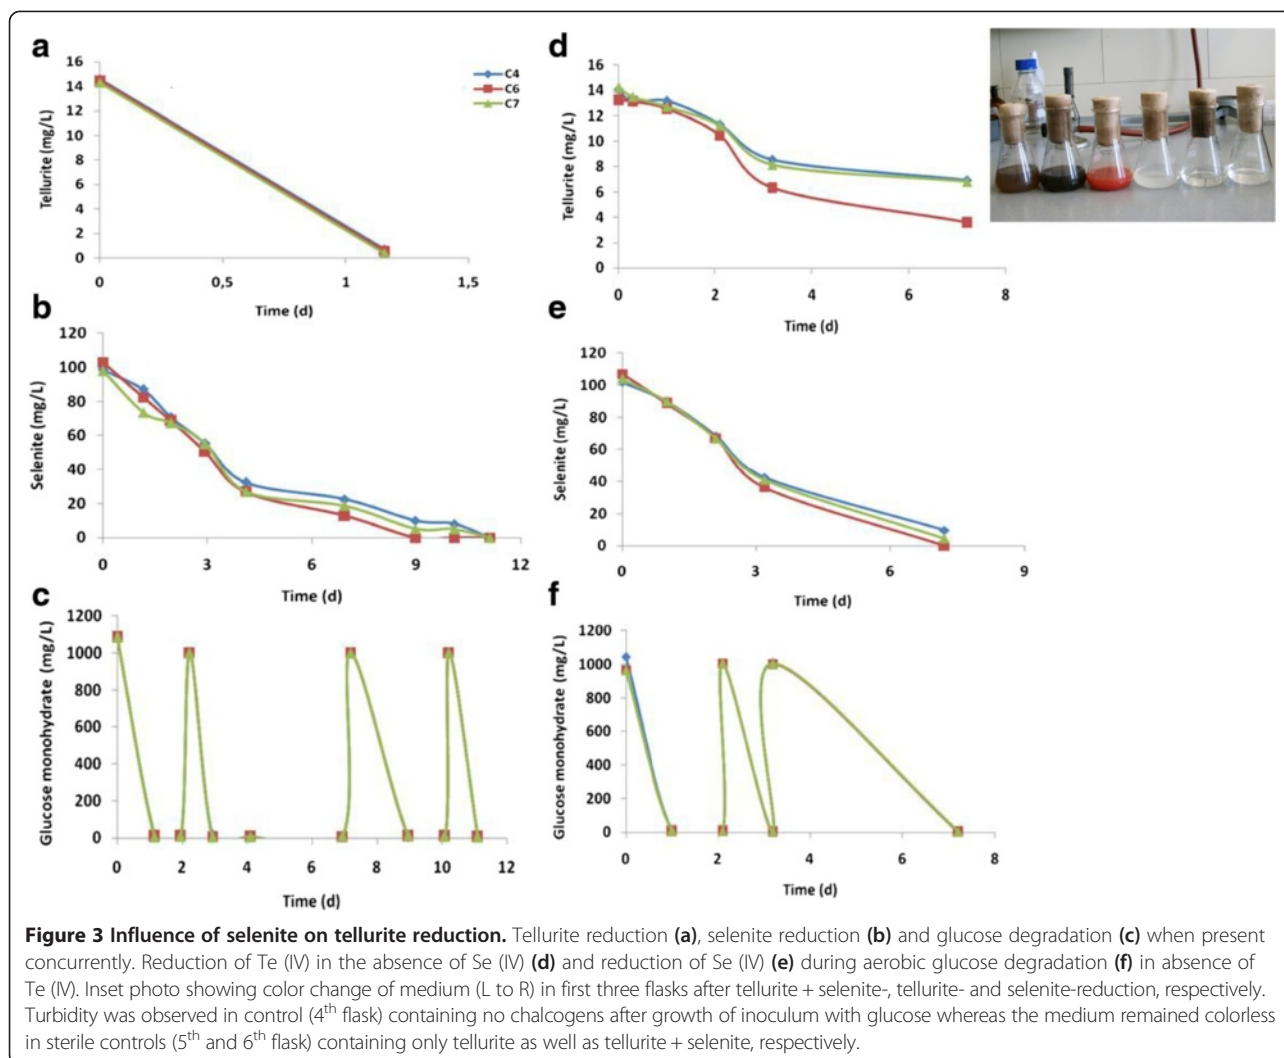 a
16
14
12
10
8
6
4
2
0
Tellurite (mg/L)
0
0,5
1
1,5
Time (d)
C4
C6
C7
d
16
14
12
10
8
6
4
2
0
Tellurite (mg/L)
0
2
4
6
8
Time (d)
b
120
100
80
60
40
20
0
Selenite (mg/L)
0
3
6
9
12
Time (d)
e
120
100
80
60
40
20
0
Selenite (mg/L)
0
3
6
9
Time (d)
c
1200
1000
800
600
400
200
0
Glucose monohydrate (mg/L)
0
2
4
6
8
10
12
Time (d)
f
1200
1000
800
600
400
200
0
Glucose monohydrate (mg/L)
0
2
4
6
8
Time (d)
Figure 3 Influence of selenite on tellurite reduction. Tellurite reduction (a), selenite reduction (b) and glucose degradation (c) when present
concurrently. Reduction of Te (IV) in the absence of Se (IV) (d) and reduction of Se (IV) (e) during aerobic glucose degradation (f) in absence of
Te (IV). Inset photo showing color change of medium (L to R) in first three flasks after tellurite + selenite-, tellurite- and selenite-reduction, respectively.
Turbidity was observed in control (4th flask) containing no chalcogens after growth of inoculum with glucose whereas the medium remained colorless
in sterile controls (5th and 6th flask) containing only tellurite as well as tellurite + selenite, respectively.